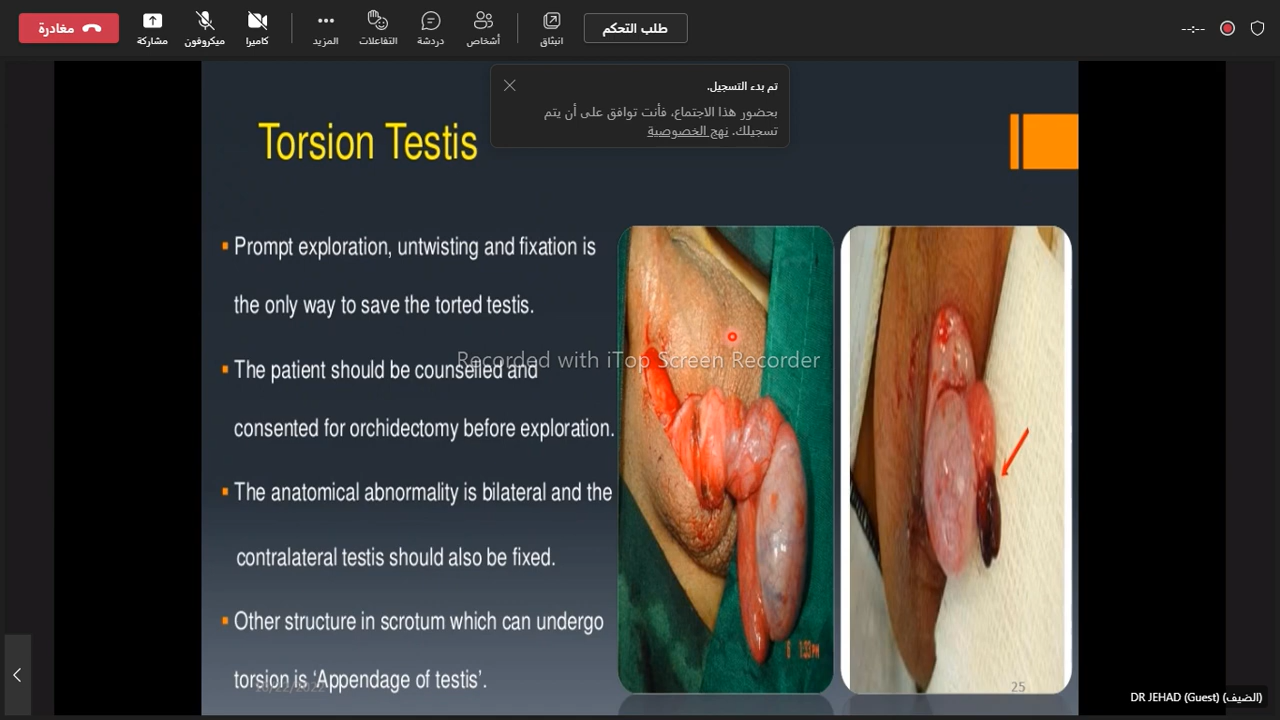 مغادرة
مشاركة
ميكروفون
كاميرا
المزيد
التفاعلات
دردشة
أشخاص
انبثاق
طلب التحكم
--:--
تم بدء التسجيل.
بحضور هذا الاجتماع، فأنت توافق على أن يتم
تسجيلك. نهج الخصوصية
Torsion Testis
▪ Prompt exploration, untwisting and fixation is
the only way to save the torted testis.
Recorded with iTop Screen Recorder
▪ The patient should be counselled and
consented for orchidectomy before exploration.
▪ The anatomical abnormality is bilateral and the
contralateral testis should also be fixed.
▪ Other structure in scrotum which can undergo
torsion is ‘Appendage of testis’.
25
DR JEHAD (Guest) (الضيف)